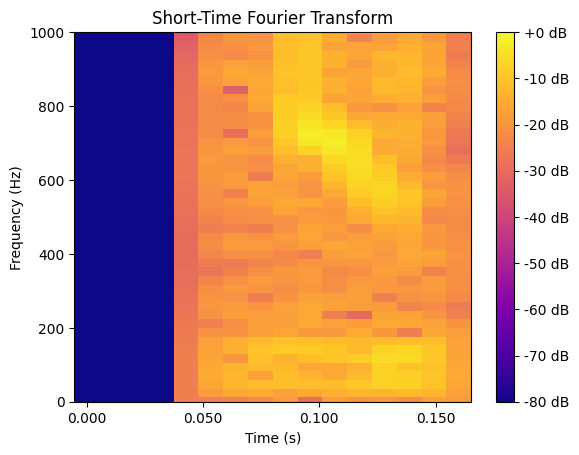 Short-Time Fourier Transform
1000
800
600
400
200
0
Frequency (Hz)
0.000
0.050
0.100
0.150
Time (s)
+0 dB
-10 dB
-20 dB
-30 dB
-40 dB
-50 dB
-60 dB
-70 dB
-80 dB